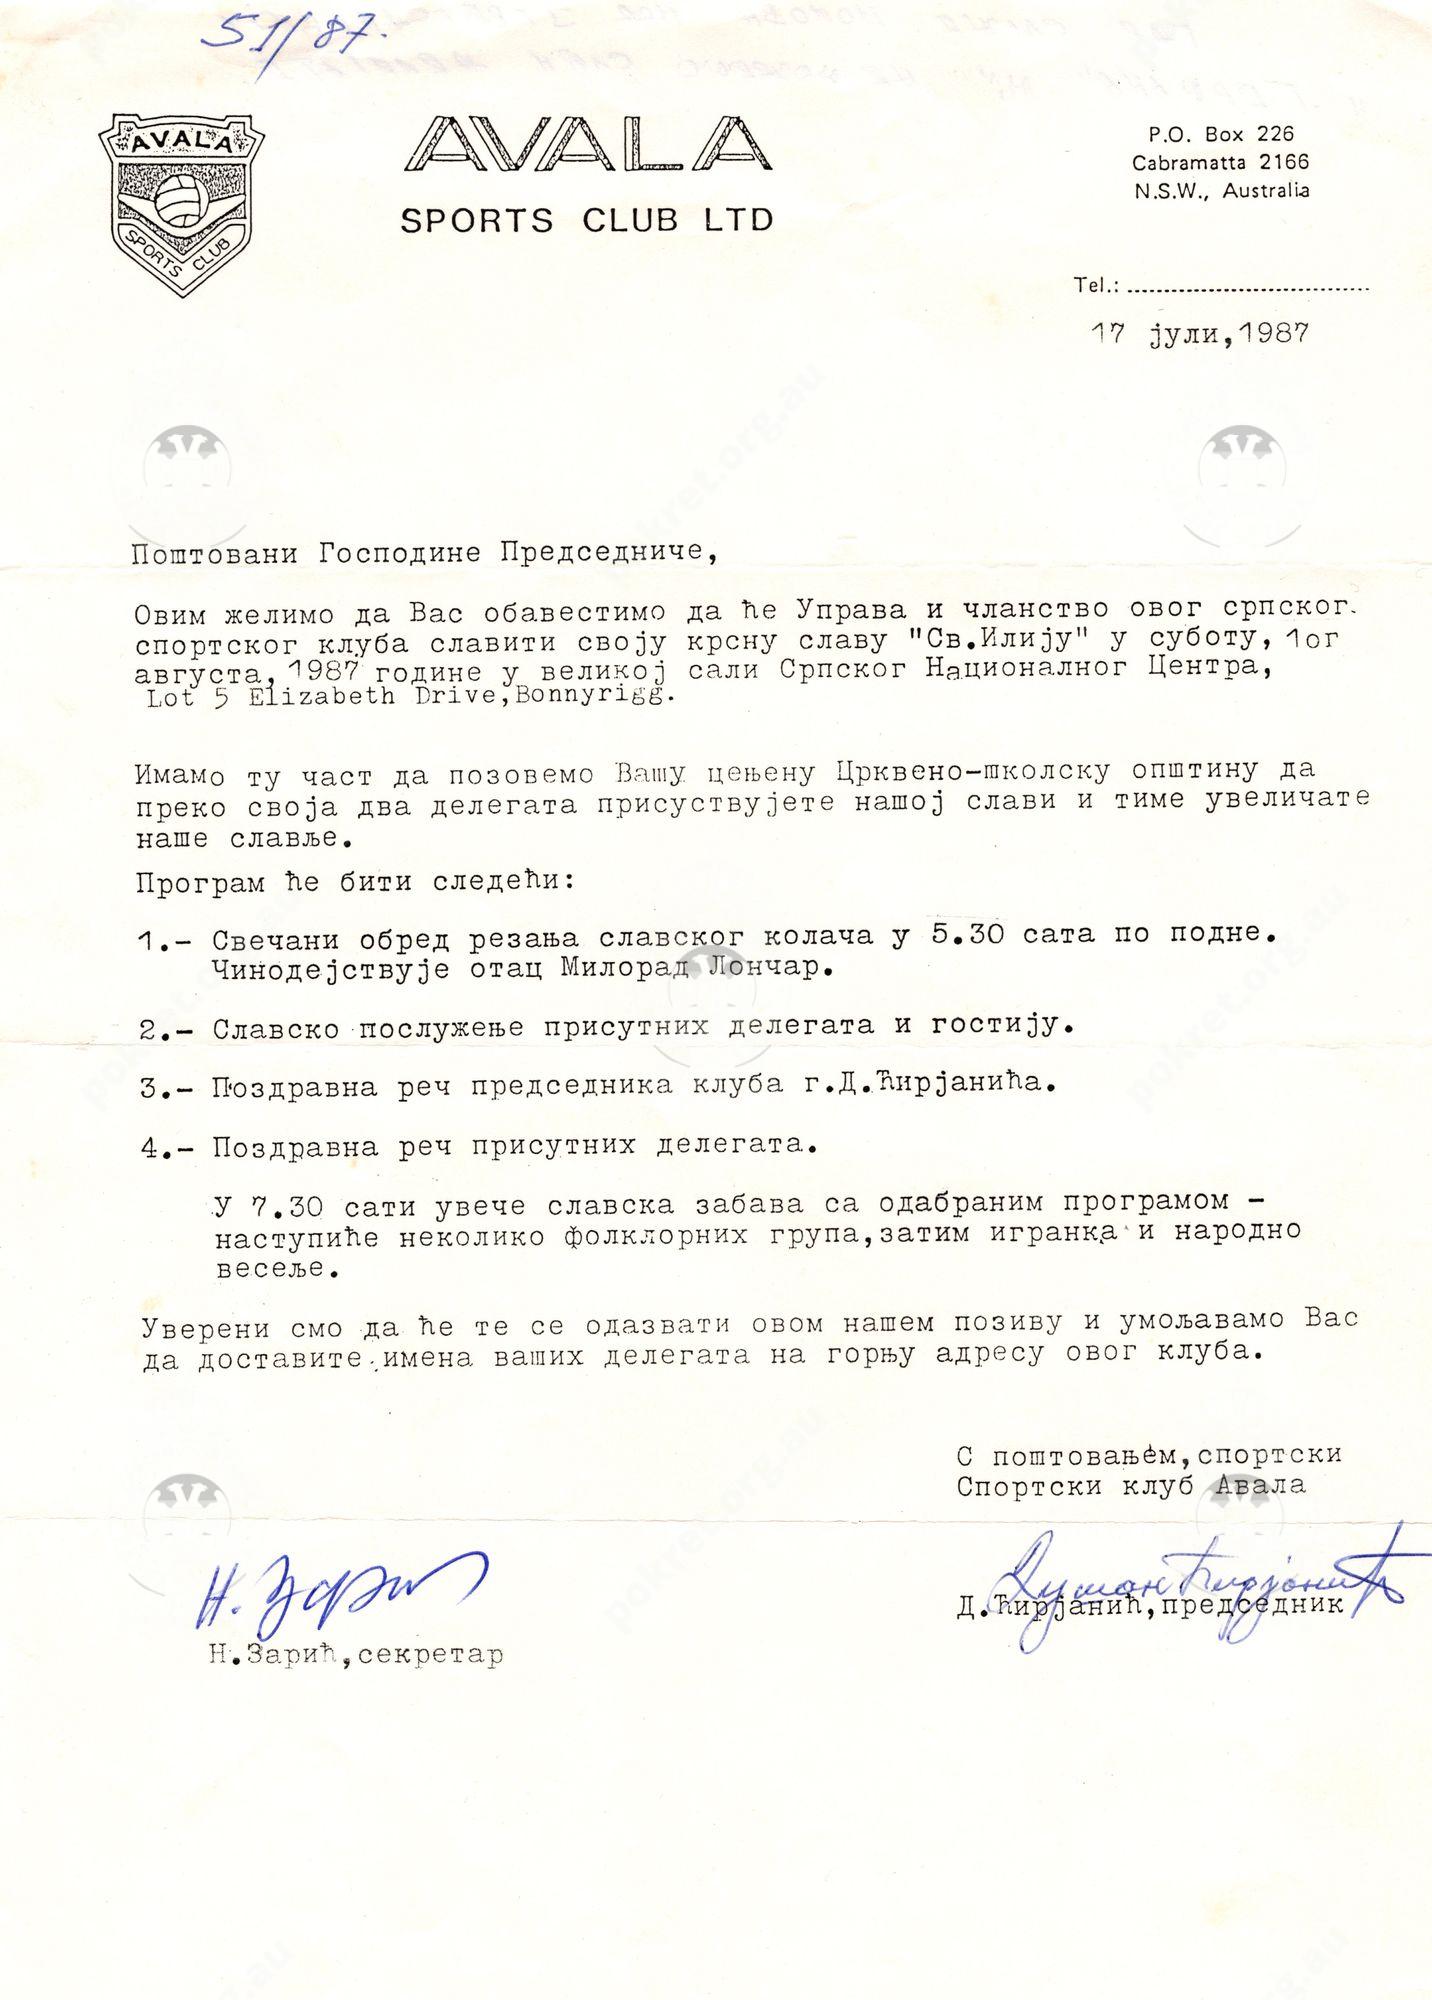 51/87.
AVALA
SPORTS CLUB
AVALA
SPORTS CLUB LTD
P.O. Box 226
Cabramatta 2166
N.S.W., Australia
Tel.: ................................
17 јули,1987
Поштовани Господине Председниче,
Овим желимо да Вас обавестимо да ће Управа и чланство овог српског
спортског клуба славити своју крсну славу "Св.Илију" у суботу, 1ог
августа, 1987 године у великој сали Српског Националног Центра,
Lot 5 Elizabeth Drive,Bonnyrigg.
Имамо ту част да позовемо Вашу цењену Црквено-школску општину да
преко своја два делегата присуствујете нашој слави и тиме увеличате
наше славље.
Програм ће бити следећи:
1.- Свечани обред резања славског колача у 5.30 сата по подне.
Чинодејствује отац Милорад Лончар.
2.- Славско послужење присутних делегата и гостију.
3.- Поздравна реч председника клуба г.Д.Ћирјанића.
4.- Поздравна реч присутних делегата.
У 7.30 сати увече славска забава са одабраним програмом -
наступиће неколико фолклорних група,затим игранка и народно
весеље.
Уверени смо да ће те се одазвати овом нашем позиву и умољавамо Вас
да доставите имена ваших делегата на горњу адресу овог клуба.
С поштовањем,спортски
Спортски клуб Авала
Н. Зарић
Душан Ћирјанић
Н.Зарић,секретар
Д.Ћирјанић,председник
pokret.org.au